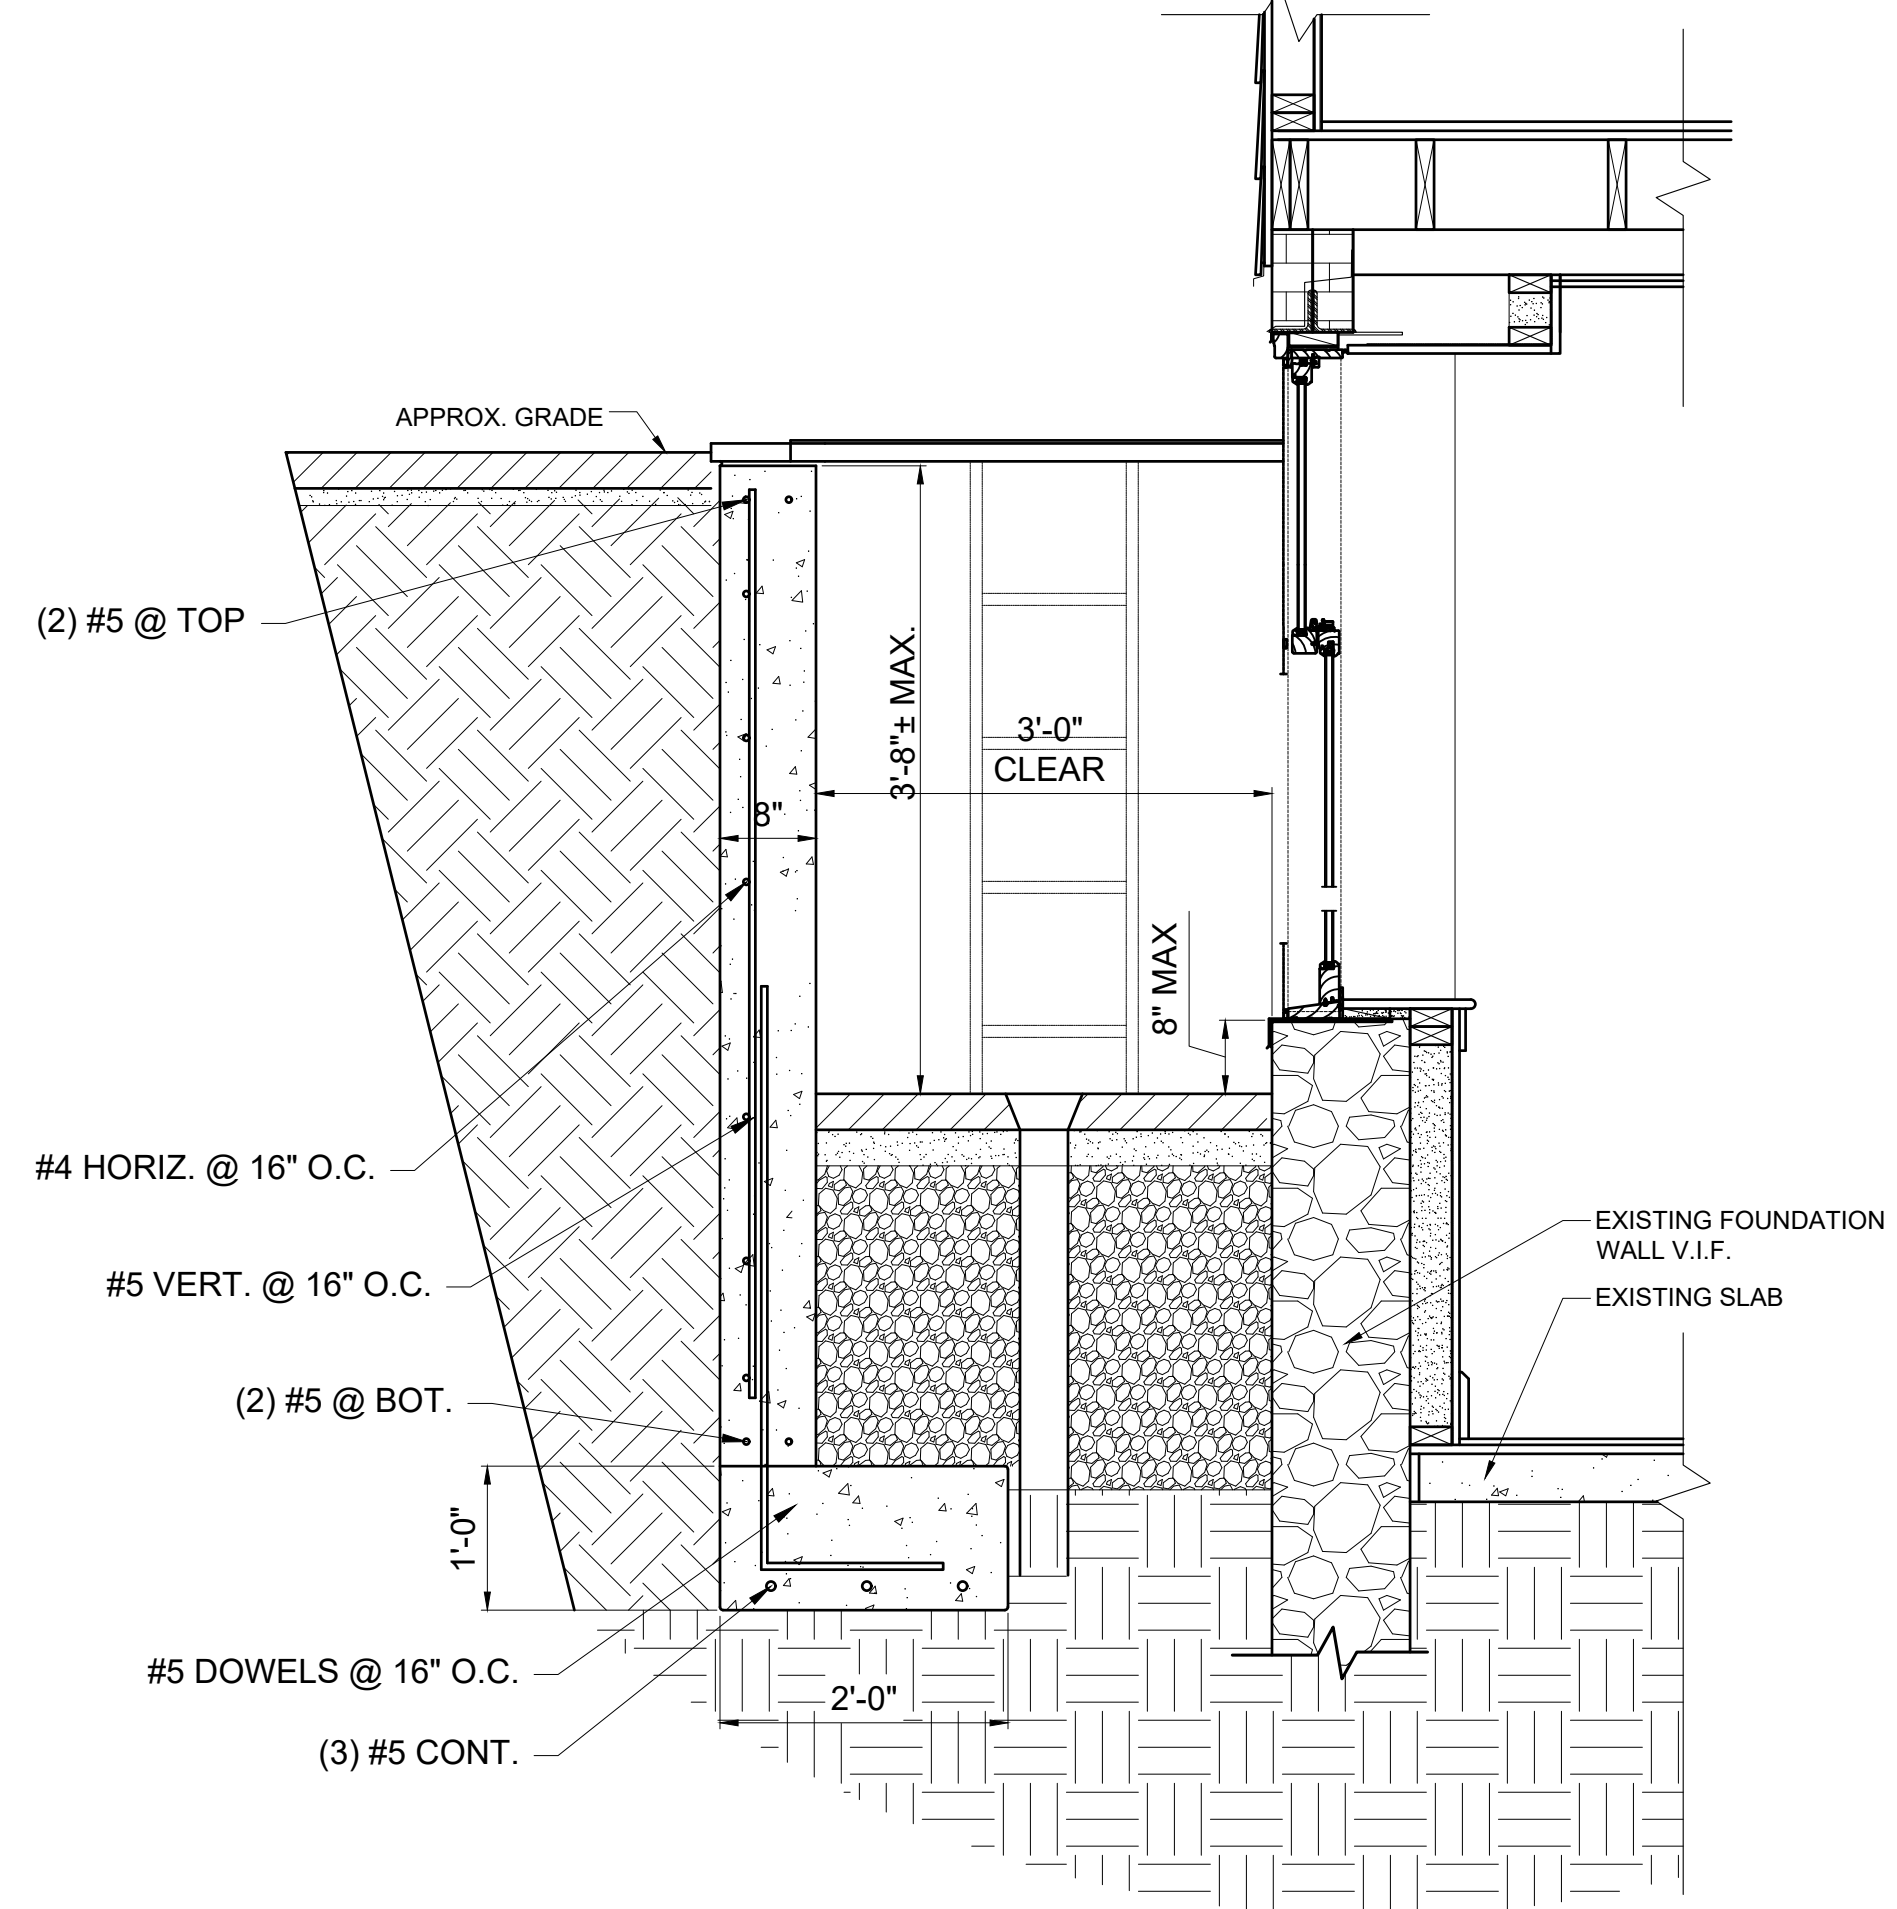 APPROX. GRADE
(2) #5 @ TOP
3'-8"± MAX.
3'-0"
CLEAR
8"
8" MAX
#4 HORIZ. @ 16" O.C.
EXISTING FOUNDATION
WALL V.I.F.
#5 VERT. @ 16" O.C.
EXISTING SLAB
(2) #5 @ BOT.
1'-0"
#5 DOWELS @ 16" O.C.
2'-0"
(3) #5 CONT.